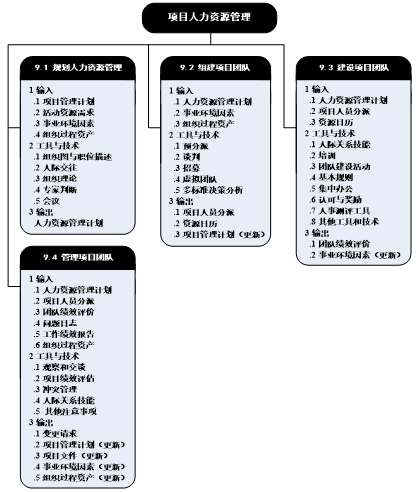 项目人力资源管理
9.1 规划人力资源管理
1 输入
.1 项目管理计划
.2 活动资源需求
.3 事业环境因素
.4 组织过程资产
2 工具与技术
.1 组织图与职位描述
.2 人际交往
.3 组织理论
.4 专家判断
.5 会议
3 输出
人力资源管理计划
9.2 组建项目团队
1 输入
.1 人力资源管理计划
.2 事业环境因素
.3 组织过程资产
2 工具与技术
.1 预分派
.2 谈判
.3 招募
.4 虚拟团队
.5 多标准决策分析
3 输出
.1 项目人员分派
.2 资源日历
.3 项目管理计划（更新）
9.3 建设项目团队
1 输入
.1 人力资源管理计划
.2 项目人员分派
.3 资源日历
2 工具与技术
.1 人际关系技能
.2 培训
.3 团队建设活动
.4 基本规则
.5 集中办公
.6 认可与奖励
.7 人事测评工具
.8 其他工具和技术
3 输出
.1 团队绩效评价
.2 事业环境因素（更新）
9.4 管理项目团队
1 输入
.1 人力资源管理计划
.2 项目人员分派
.3 团队绩效评价
.4 问题日志
.5 工作绩效报告
.6 组织过程资产
2 工具与技术
.1 观察和交谈
.2 项目绩效评估
.3 冲突管理
.4 人际关系技能
.5 其他注意事项
3 输出
.1 变更请求
.2 项目管理计划（更新）
.3 项目文件（更新）
.4 事业环境因素（更新）
.5 组织过程资产（更新）